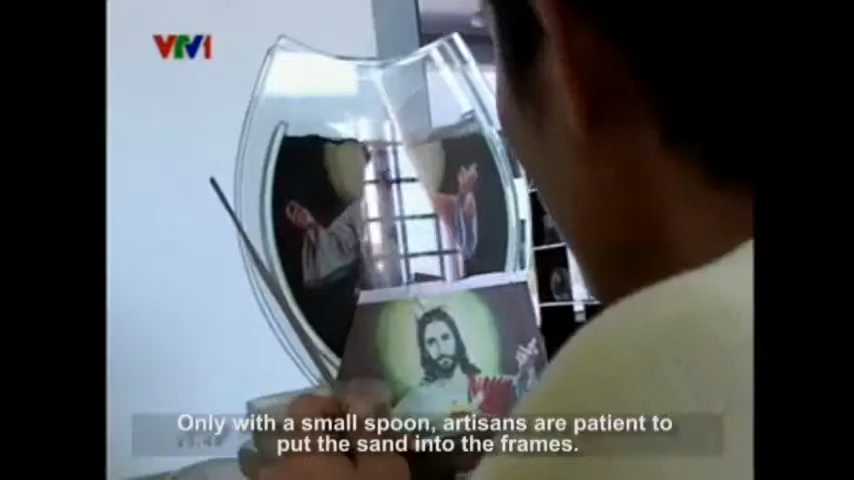 VTV1
Only with a small spoon, artisans are patient to
put the sand into the frames.